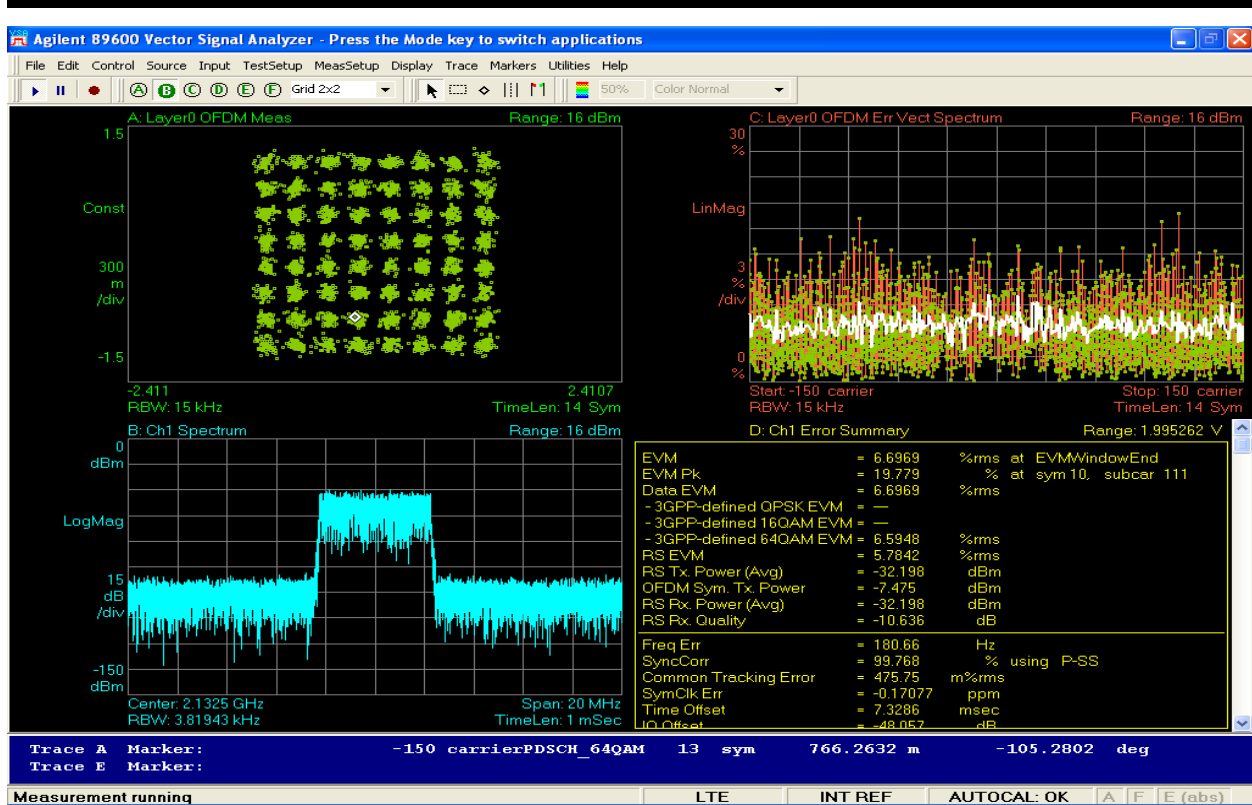 Agilent 89600 Vector Signal Analyzer - Press the Mode key to switch applications
File Edit Control Source Input TestSetup MeasSetup Display Trace Markers Utilities Help
A B C D E F Grid 2x2 50% Color Normal
A: Layer0 OFDM Meas Range: 16 dBm
1.5
Const
300
m
/div
-1.5
-2.411 2.4107
RBW: 15 kHz TimeLen: 14 Sym
C: Layer0 OFDM Err Vect Spectrum Range: 16 dBm
30
%
LinMag
3
%
/div
0
%
Start: -150 carrier Stop: 150 carrier
RBW: 15 kHz TimeLen: 14 Sym
B: Ch1 Spectrum Range: 16 dBm
0
dBm
LogMag
15
dB
/div
-150
dBm
Center: 2.1325 GHz Span: 20 MHz
RBW: 3.81943 kHz TimeLen: 1 mSec
D: Ch1 Error Summary Range: 1.995262 V
EVM = 6.6969 %rms at EVMWindowEnd
EVM Pk = 19.779 % at sym 10, subcar 111
Data EVM = 6.6969 %rms
- 3GPP-defined QPSK EVM = —
- 3GPP-defined 16QAM EVM = —
- 3GPP-defined 64QAM EVM = 6.5948 %rms
RS EVM = 5.7842 %rms
RS Tx. Power (Avg) = -32.198 dBm
OFDM Sym. Tx. Power = -7.475 dBm
RS Rx. Power (Avg) = -32.198 dBm
RS Rx. Quality = -10.636 dB
Freq Err = 180.66 Hz
SyncCorr = 99.768 % using P-SS
Common Tracking Error = 475.75 m%rms
SymClk Err = -0.17077 ppm
Time Offset = 7.3286 msec
IQ Offset = -48.057 dB
Trace A Marker: -150 carrierPDSCH_64QAM 13 sym 766.2632 m -105.2802 deg
Trace E Marker:
Measurement running LTE INT REF AUTOCAL: OK A F E (abs)